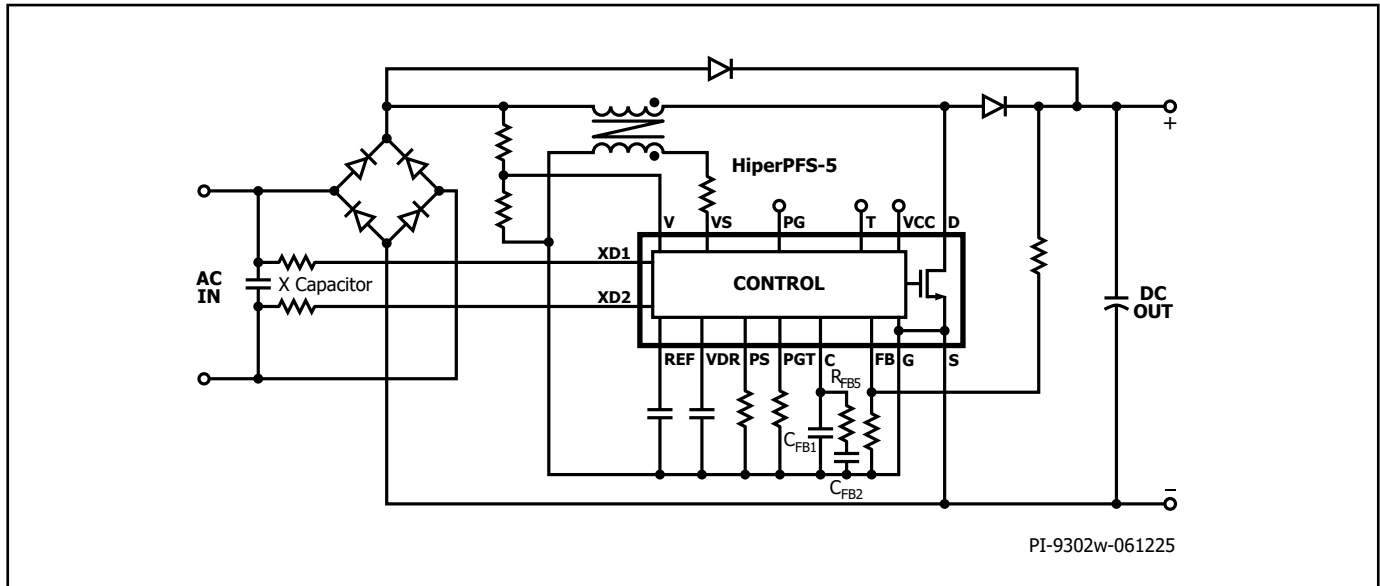 +
HiperPFS-5
V
VS
PG
T
VCC
D
XD1
AC
IN
X Capacitor
CONTROL
DC
OUT
XD2
REF
VDR
PS
PGT
C
FB
G
S
RFB5
CFB1
CFB2
–
PI-9302w-061225